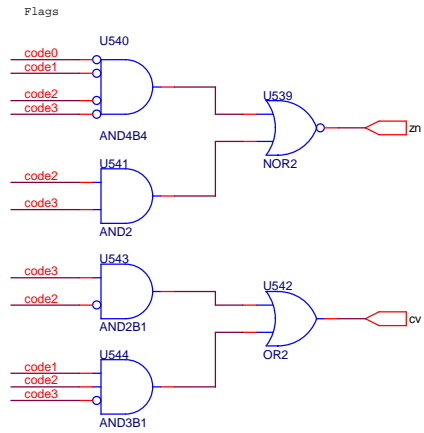 Flags
U540
code0
code1
code2
code3
AND4B4
U539
zn
NOR2
U541
code2
code3
AND2
U543
code3
code2
AND2B1
U542
cv
OR2
U544
code1
code2
code3
AND3B1